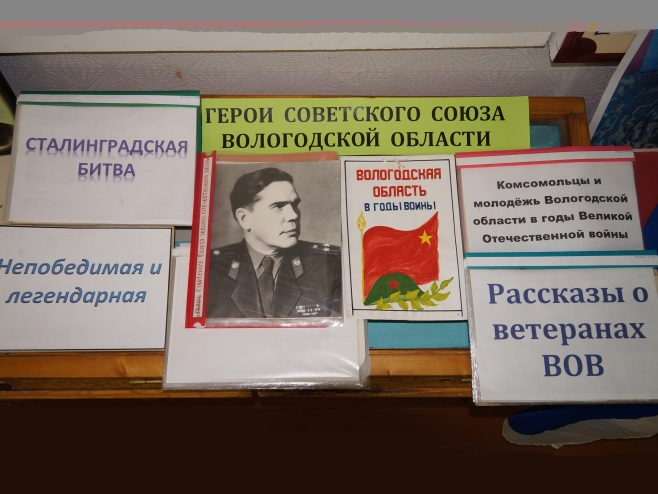 ГЕРОИ СОВЕТСКОГО СОЮЗА
ВОЛОГОДСКОЙ ОБЛАСТИ
СТАЛИНГРАДСКАЯ
БИТВА
Непобедимая и
легендарная
ВОЛОГОДСКАЯ
ОБЛАСТЬ
В ГОДЫ ВОЙНЫ
Комсомольцы и
молодёжь Вологодской
области в годы Великой
Отечественной войны
Рассказы о
ветеранах
ВОВ